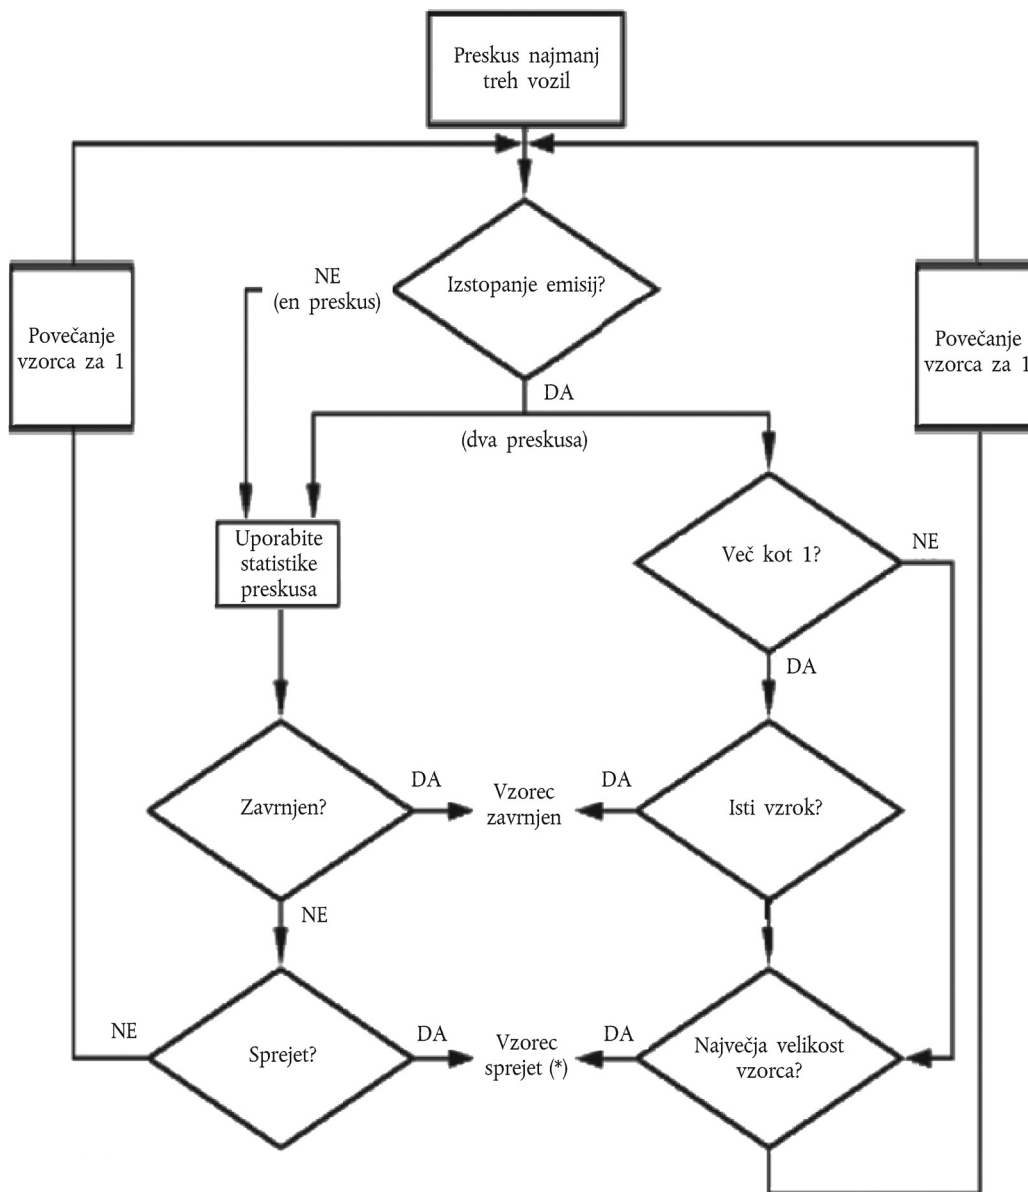 Preskus najmanj
treh vozil
Izstopanje emisij?
NE
(en preskus)
Povečanje
vzorca za 1
Povečanje
vzorca za 1
DA
(dva preskusa)
Uporabite
statistike
preskusa
Več kot 1?
NE
DA
Zavrnjen?
DA
Vzorec
zavrnjen
DA
Isti vzrok?
NE
NE
Sprejet?
DA
Vzorec
sprejet (*)
DA
Največja velikost
vzorca?